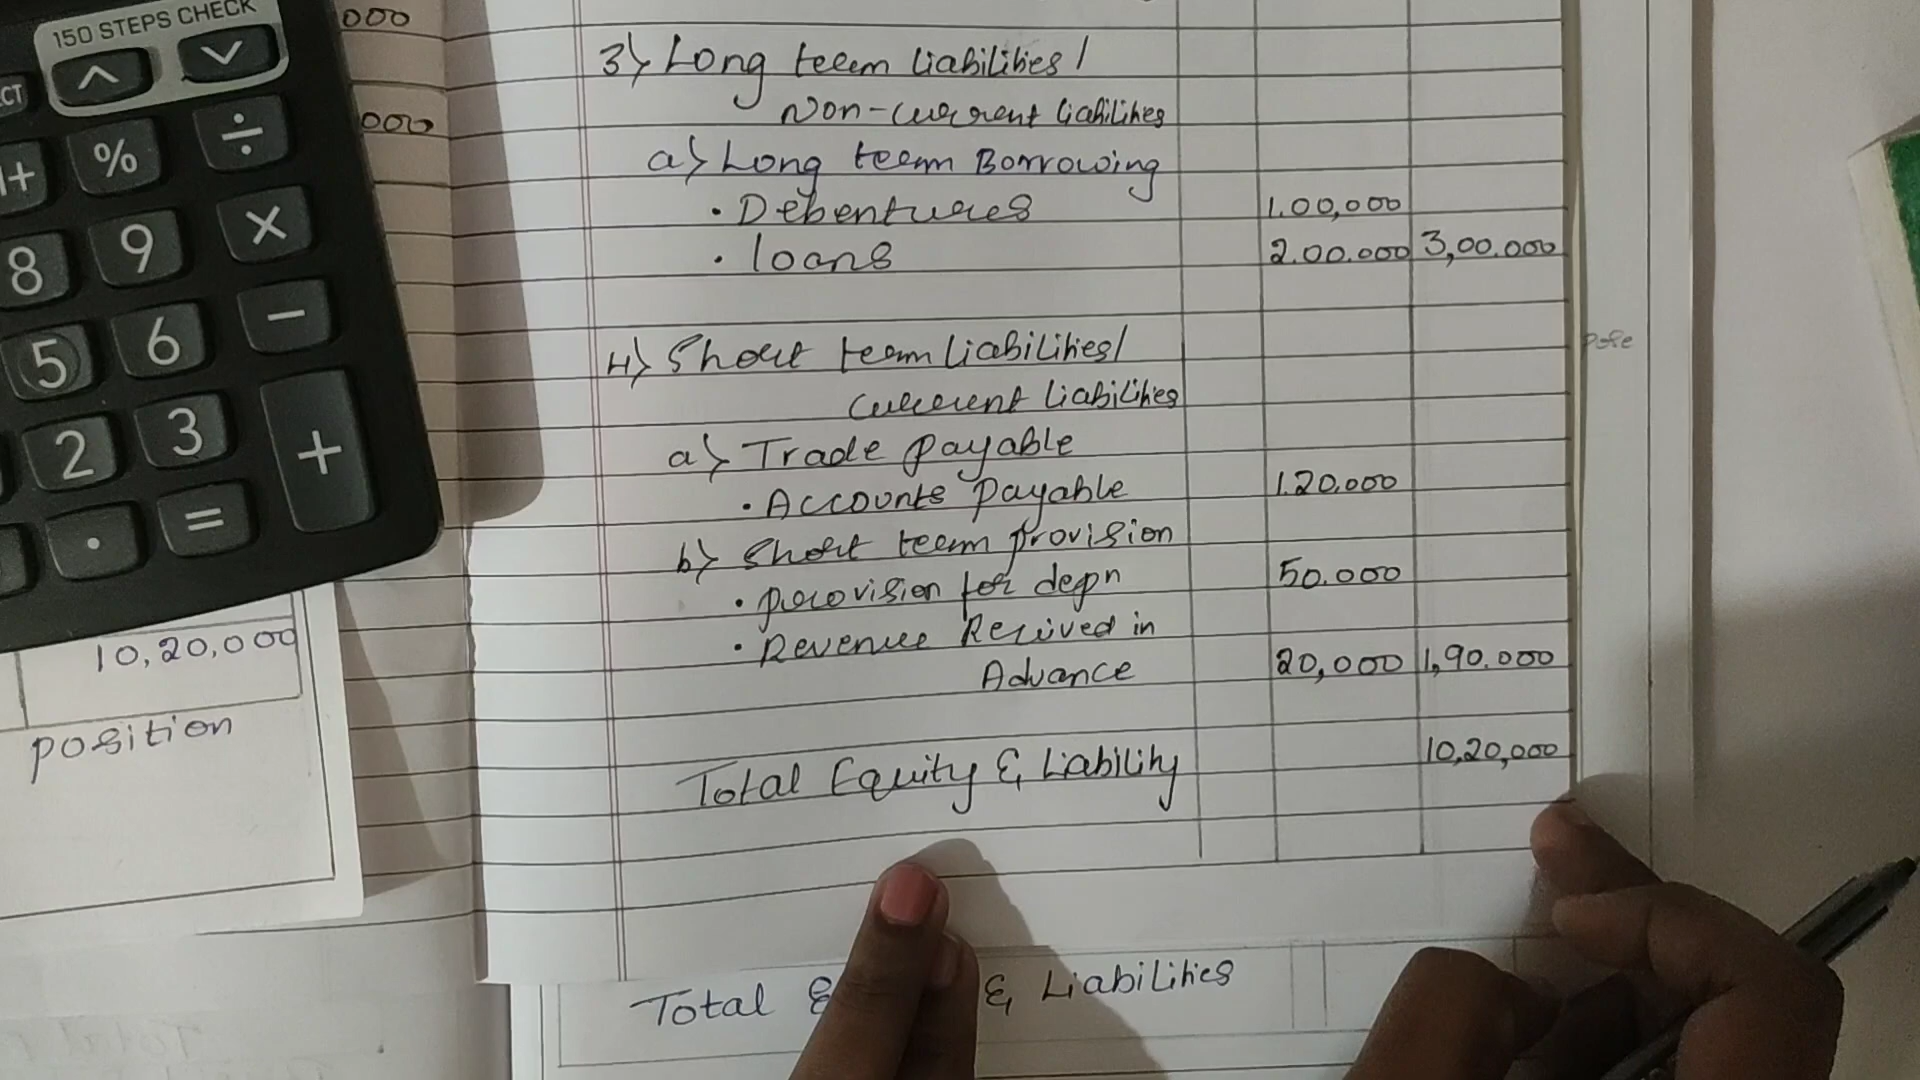 150 STEPS CHECK
000
CT
000
%
÷
8
9
×
5
6
−
2
3
+
.
=
10,20,000
position
3) Long term liabilities /
Non-current liabilities
a) Long term Borrowing
• Debentures 1.00,000
• loans 2.00.000 3,00.000
4) Short term liabilities/
current liabilities
a) Trade payable
• Accounts payable 1.20.000
b) Short term provision
• provision for depn 50.000
• Revenue Recived in
Advance 20,000 1,90.000
Total Equity & Liability 10,20,000
Total & Liabilities